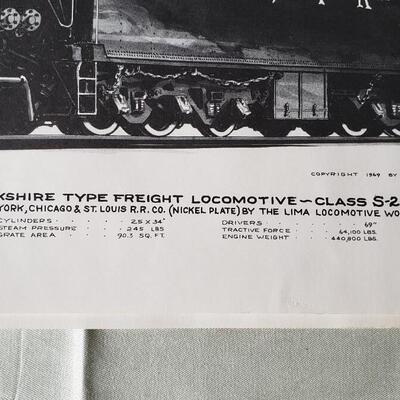 COPYRIGHT 1969 BY
KSHIRE TYPE FREIGHT LOCOMOTIVE~CLASS S-2
YORK, CHICAGO & ST. LOUIS R.R. CO. (NICKEL PLATE) BY THE LIMA LOCOMOTIVE WO
CYLINDERS · · · 25 X 34" DRIVERS · · · 69"
STEAM PRESSURE · · · 245 LBS TRACTIVE FORCE · · · 64,100 LBS.
GRATE AREA · · · 90.3 SQ. FT. ENGINE WEIGHT · · · 440,800 LBS.